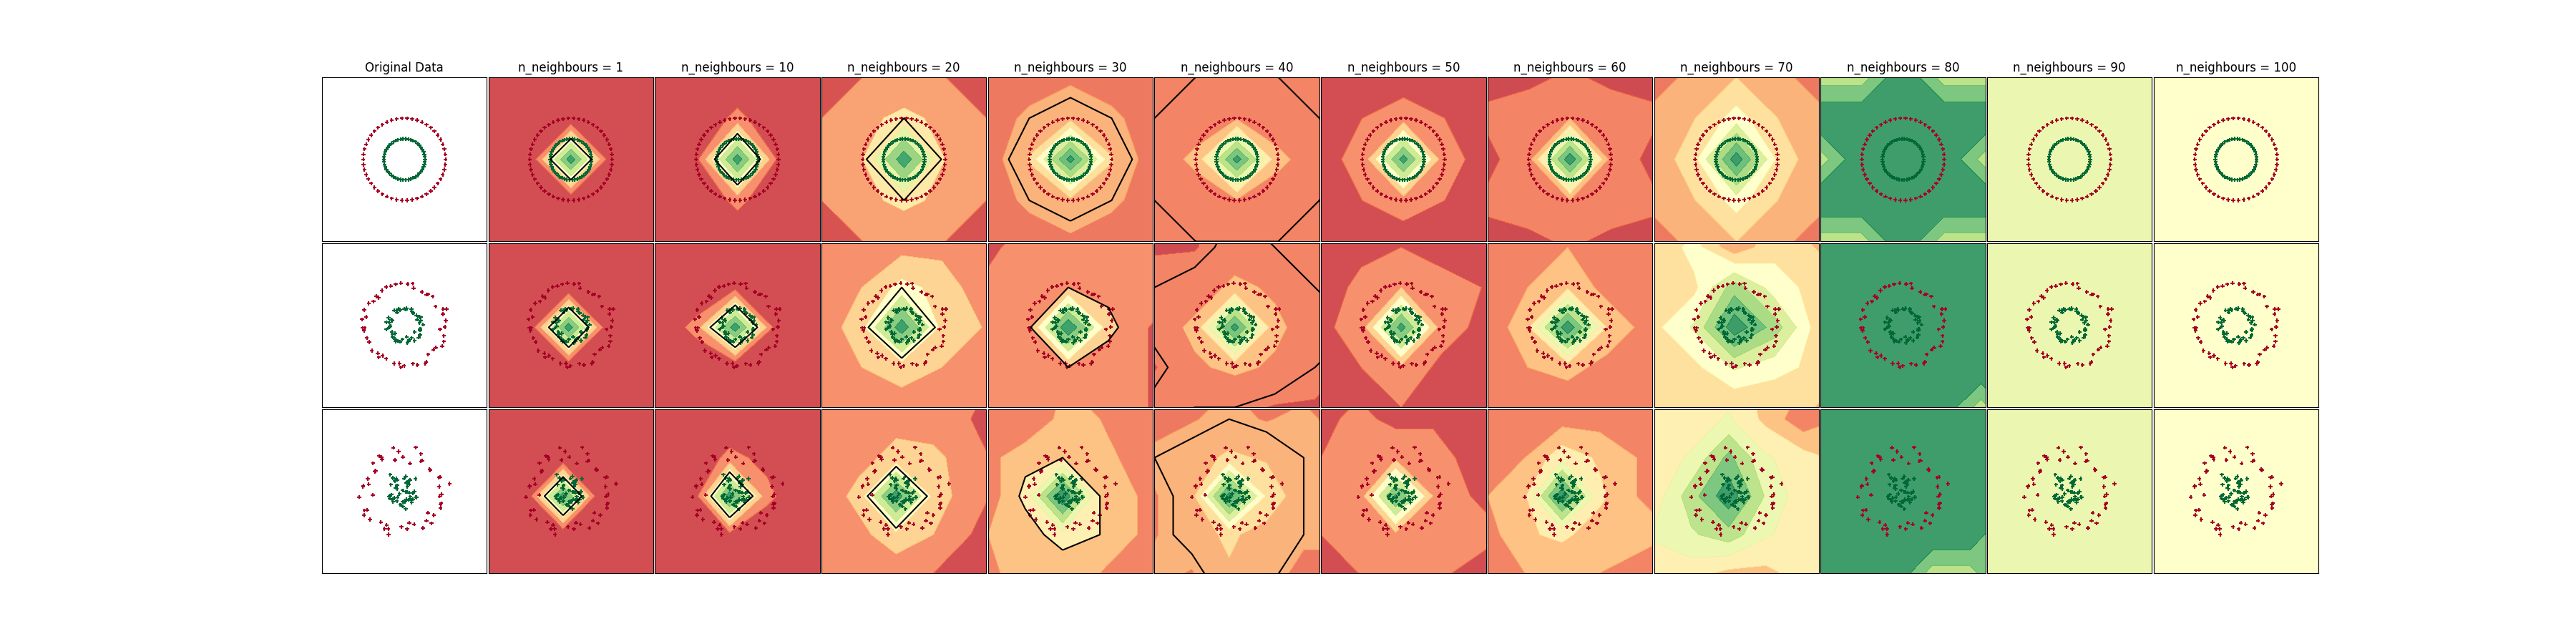 Original Data
n_neighbours = 1
n_neighbours = 10
n_neighbours = 20
n_neighbours = 30
n_neighbours = 40
n_neighbours = 50
n_neighbours = 60
n_neighbours = 70
n_neighbours = 80
n_neighbours = 90
n_neighbours = 100